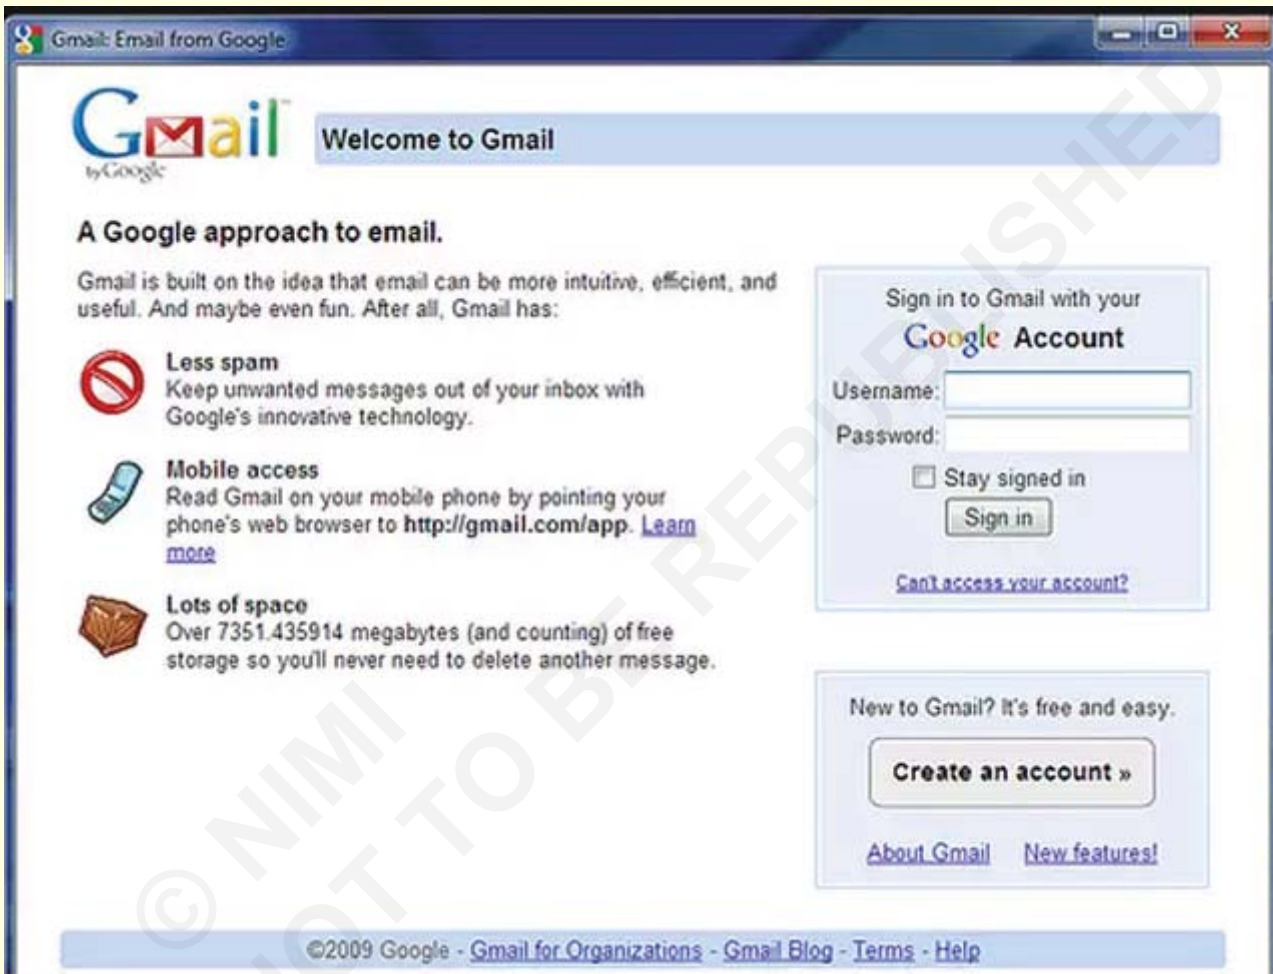 Gmail: Email from Google
Gmail™
by Google
Welcome to Gmail
A Google approach to email.
Gmail is built on the idea that email can be more intuitive, efficient, and
useful. And maybe even fun. After all, Gmail has:
Less spam
Keep unwanted messages out of your inbox with
Google's innovative technology.
Mobile access
Read Gmail on your mobile phone by pointing your
phone's web browser to http://gmail.com/app. Learn
more
Lots of space
Over 7351.435914 megabytes (and counting) of free
storage so you'll never need to delete another message.
Sign in to Gmail with your
Google Account
Username:
Password:
Stay signed in
Sign in
Can't access your account?
New to Gmail? It's free and easy.
Create an account »
About Gmail New features!
©2009 Google - Gmail for Organizations - Gmail Blog - Terms - Help
© NIMI
NOT TO BE REPUBLISHED